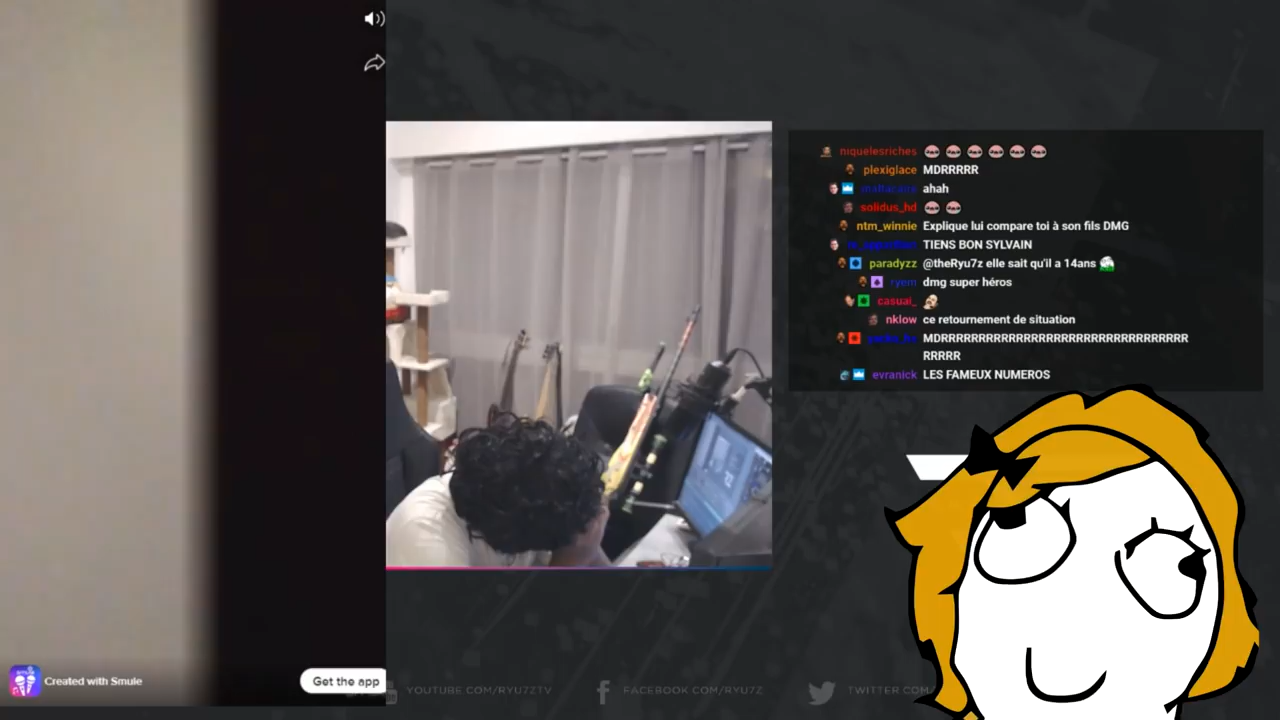 niquelesriches
plexiglace MDRRRRR
ahah
solidus_hd
ntm_winnie Explique lui compare toi à son fils DMG
TIENS BON SYLVAIN
paradyzz @theRyu7z elle sait qu'il a 14ans
ryem dmg super héros
casual_
nklow ce retournement de situation
MDRRRRRRRRRRRRRRRRRRRRRRRRRRRRRRRRR
RRRRR
evranick LES FAMEUX NUMEROS
Created with Smule
Get the app
YOUTUBE.COM/RYU7ZTV
FACEBOOK.COM/RYU7Z
TWITTER.COM/